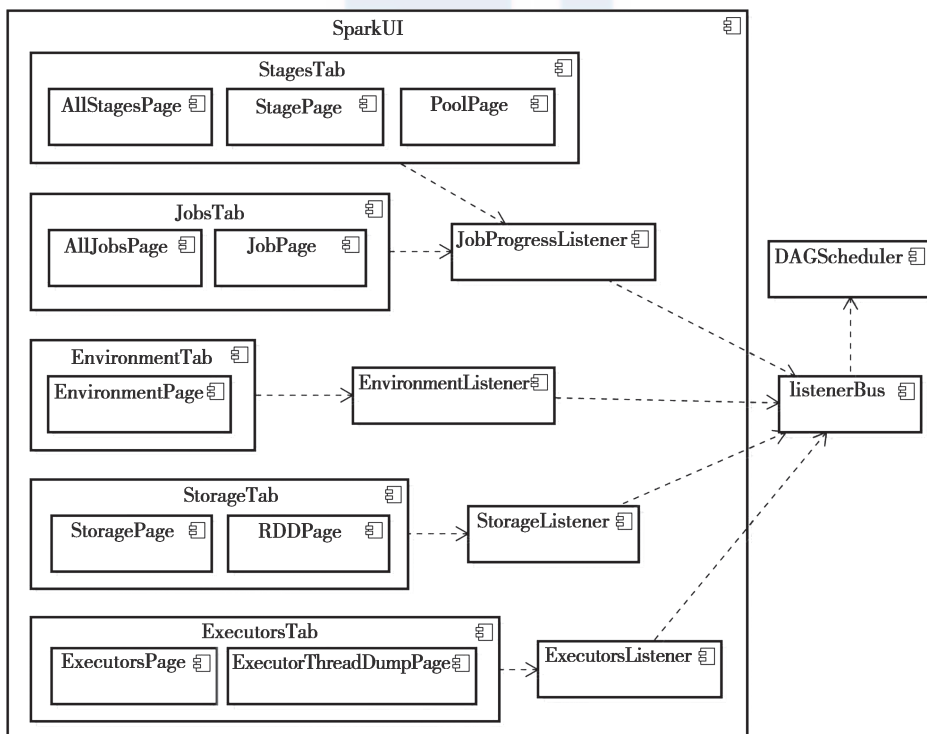 SparkUI
StagesTab
AllStagesPage
StagePage
PoolPage
JobsTab
AllJobsPage
JobPage
JobProgressListener
DAGScheduler
EnvironmentTab
EnvironmentPage
EnvironmentListener
listenerBus
StorageTab
StoragePage
RDDPage
StorageListener
ExecutorsTab
ExecutorsPage
ExecutorThreadDumpPage
ExecutorsListener